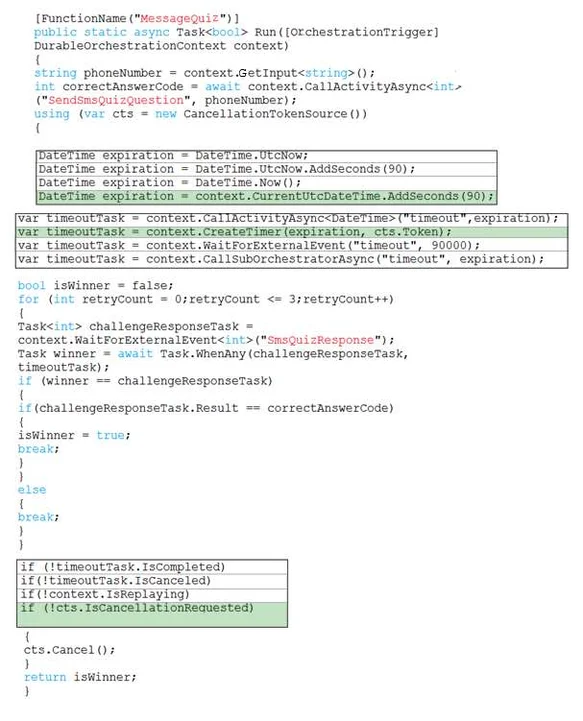 [FunctionName("MessageQuiz")]
public static async Task<bool> Run([OrchestrationTrigger]
DurableOrchestrationContext context)
{
string phoneNumber = context.GetInput<string>();
int correctAnswerCode = await context.CallActivityAsync<int>
("SendSmsQuizQuestion", phoneNumber);
using (var cts = new CancellationTokenSource())
{
DateTime expiration = DateTime.UtcNow;
DateTime expiration = DateTime.UtcNow.AddSeconds(90);
DateTime expiration = DateTime.Now();
DateTime expiration = context.CurrentUtcDateTime.AddSeconds(90);
var timeoutTask = context.CallActivityAsync<DateTime>("timeout",expiration);
var timeoutTask = context.CreateTimer(expiration, cts.Token);
var timeoutTask = context.WaitForExternalEvent("timeout", 90000);
var timeoutTask = context.CallSubOrchestratorAsync("timeout", expiration);
bool isWinner = false;
for (int retryCount = 0;retryCount <= 3;retryCount++)
{
Task<int> challengeResponseTask =
context.WaitForExternalEvent<int>("SmsQuizResponse");
Task winner = await Task.WhenAny(challengeResponseTask,
timeoutTask);
if (winner == challengeResponseTask)
{
if(challengeResponseTask.Result == correctAnswerCode)
{
isWinner = true;
break;
}
}
else
{
break;
}
}
if (!timeoutTask.IsCompleted)
if(!timeoutTask.IsCanceled)
if(!context.IsReplaying)
if (!cts.IsCancellationRequested)
{
cts.Cancel();
}
return isWinner;
}